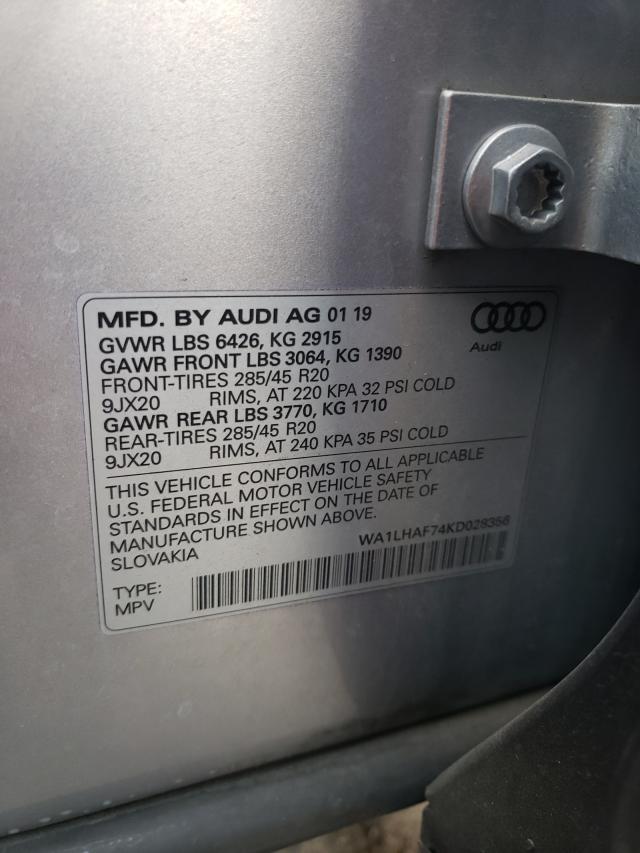 MFD. BY AUDI AG 01 19
GVWR LBS 6426, KG 2915
GAWR FRONT LBS 3064, KG 1390
FRONT-TIRES 285/45 R20
9JX20 RIMS, AT 220 KPA 32 PSI COLD
GAWR REAR LBS 3770, KG 1710
REAR-TIRES 285/45 R20
9JX20 RIMS, AT 240 KPA 35 PSI COLD
Audi
THIS VEHICLE CONFORMS TO ALL APPLICABLE
U.S. FEDERAL MOTOR VEHICLE SAFETY
STANDARDS IN EFFECT ON THE DATE OF
MANUFACTURE SHOWN ABOVE.
SLOVAKIA
WA1LHAF74KD028356
TYPE:
MPV